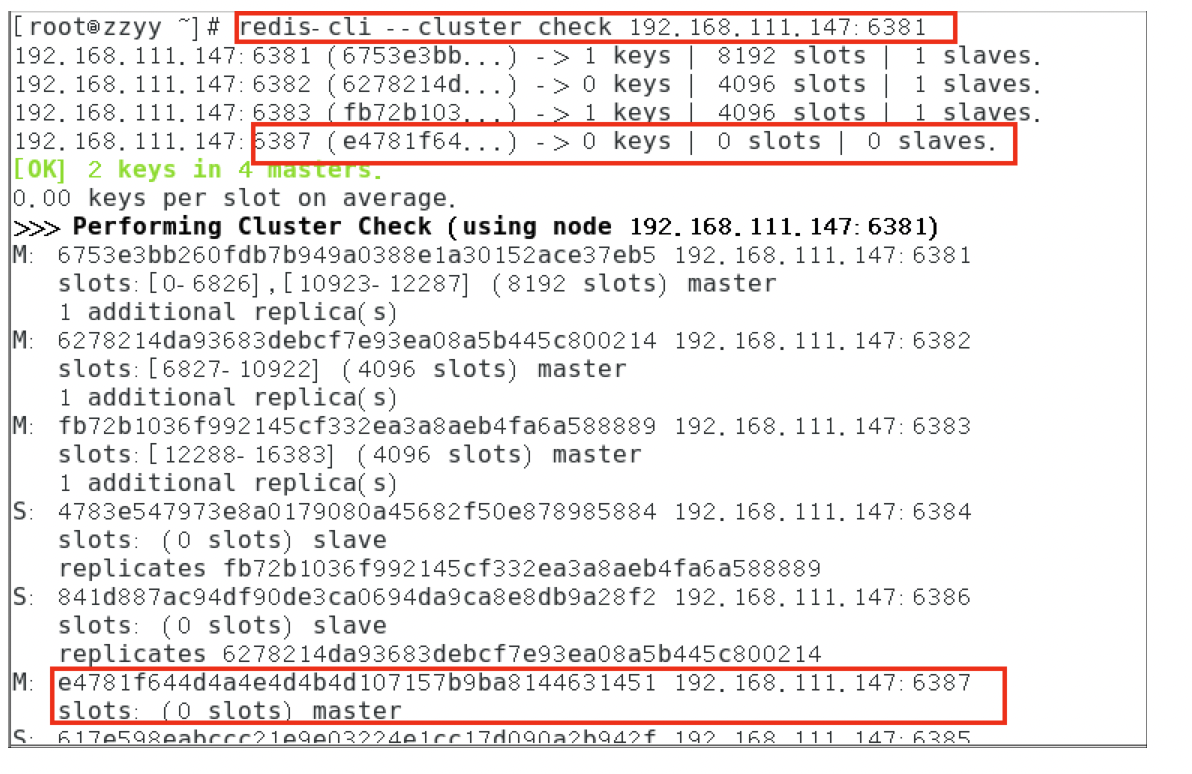 [root@zzyy ~]# redis-cli --cluster check 192.168.111.147:6381
192.168.111.147:6381 (6753e3bb...) -> 1 keys | 8192 slots | 1 slaves.
192.168.111.147:6382 (6278214d...) -> 0 keys | 4096 slots | 1 slaves.
192.168.111.147:6383 (fb72b103...) -> 1 keys | 4096 slots | 1 slaves.
192.168.111.147:6387 (e4781f64...) -> 0 keys | 0 slots | 0 slaves.
[OK] 2 keys in 4 masters.
0.00 keys per slot on average.
>>> Performing Cluster Check (using node 192.168.111.147:6381)
M: 6753e3bb260fdb7b949a0388e1a30152ace37eb5 192.168.111.147:6381
slots:[0-6826],[10923-12287] (8192 slots) master
1 additional replica(s)
M: 6278214da93683debcf7e93ea08a5b445c800214 192.168.111.147:6382
slots:[6827-10922] (4096 slots) master
1 additional replica(s)
M: fb72b1036f992145cf332ea3a8aeb4fa6a588889 192.168.111.147:6383
slots:[12288-16383] (4096 slots) master
1 additional replica(s)
S: 4783e547973e8a0179080a45682f50e878985884 192.168.111.147:6384
slots: (0 slots) slave
replicates fb72b1036f992145cf332ea3a8aeb4fa6a588889
S: 841d887ac94df90de3ca0694da9ca8e8db9a28f2 192.168.111.147:6386
slots: (0 slots) slave
replicates 6278214da93683debcf7e93ea08a5b445c800214
M: e4781f644d4a4e4d4b4d107157b9ba8144631451 192.168.111.147:6387
slots: (0 slots) master
S: 617e598eabccc21e9e03224e1cc17d090a2b942f 192.168.111.147:6385